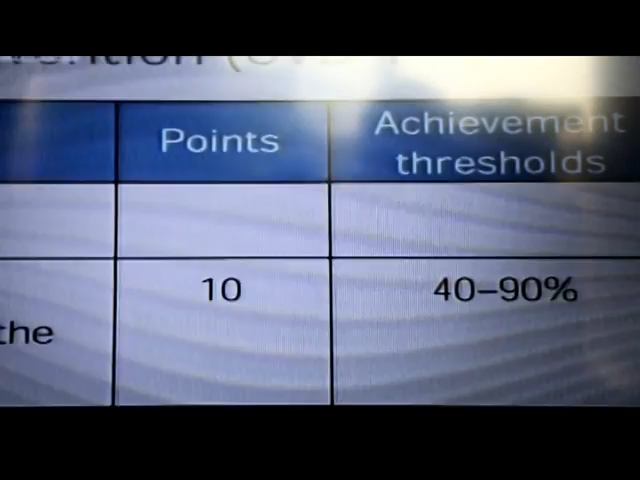 Points
Achievement
thresholds
10
40–90%
the